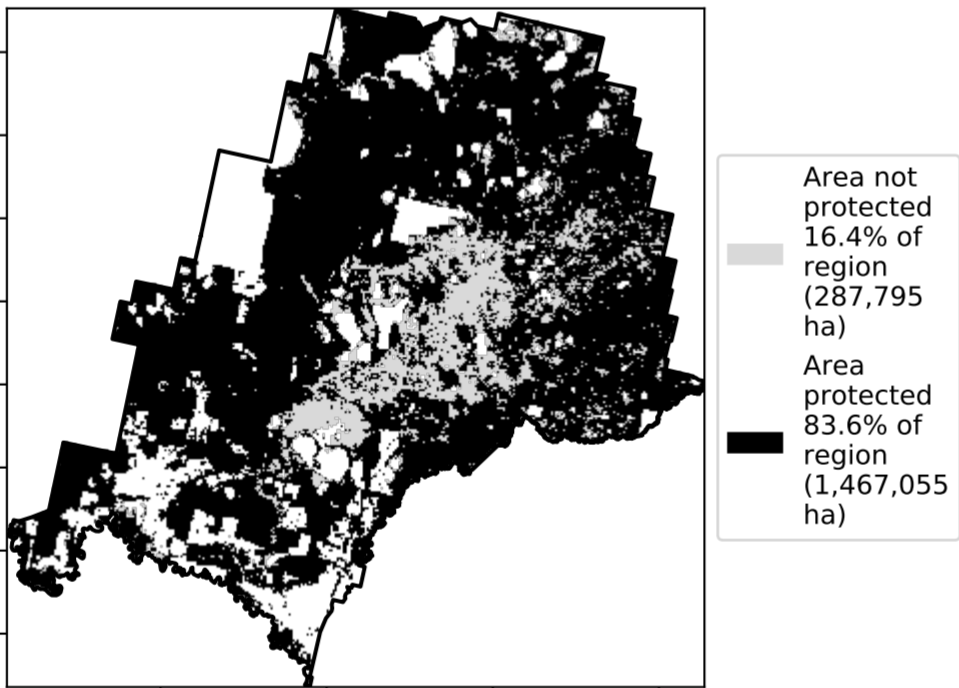 Area not
protected
16.4% of
region
(287,795
ha)
Area
protected
83.6% of
region
(1,467,055
ha)